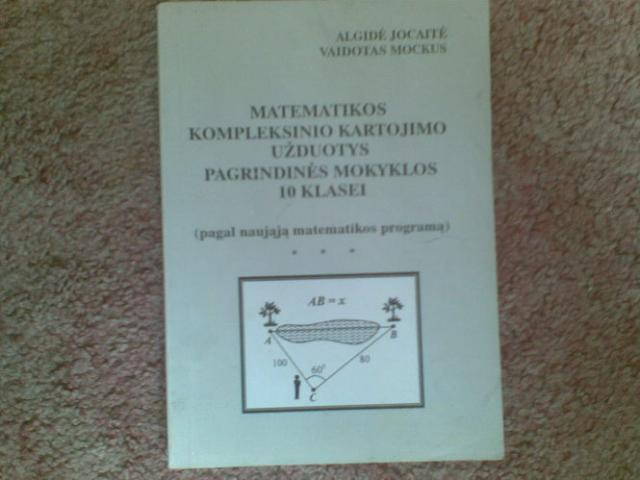 ALGIDĖ JOCAITĖ
VAIDOTAS MOCKUS
MATEMATIKOS
KOMPLEKSINIO KARTOJIMO
UŽDUOTYS
PAGRINDINĖS MOKYKLOS
10 KLASEI
(pagal naująją matematikos programą)
* * *
AB = x
A
B
100
60⁰
80
C